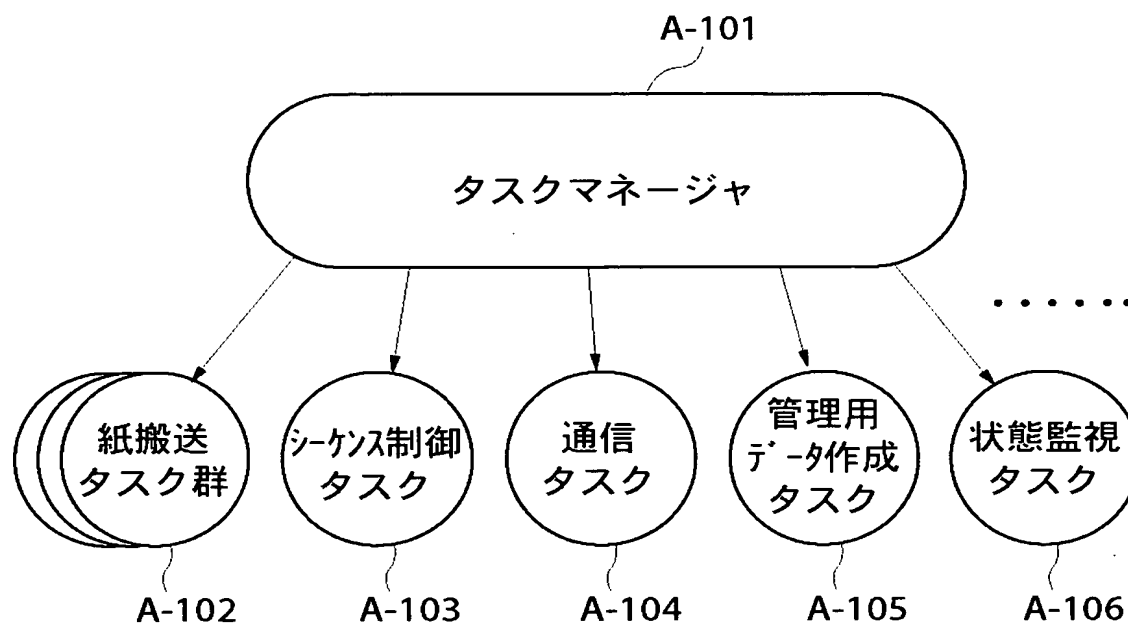 A-101
タスクマネージャ
・・・・・・
紙搬送
タスク群
シーケンス制御
タスク
通信
タスク
管理用
データ作成
タスク
状態監視
タスク
A-102
A-103
A-104
A-105
A-106